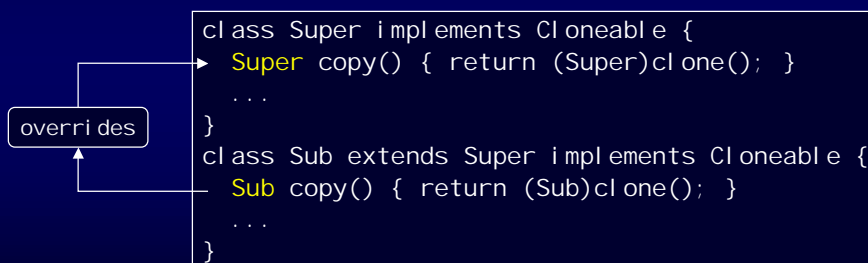 class Super implements Cloneable {
Super copy() { return (Super)clone(); }
...
overrides
}
class Sub extends Super implements Cloneable {
Sub copy() { return (Sub)clone(); }
...
}